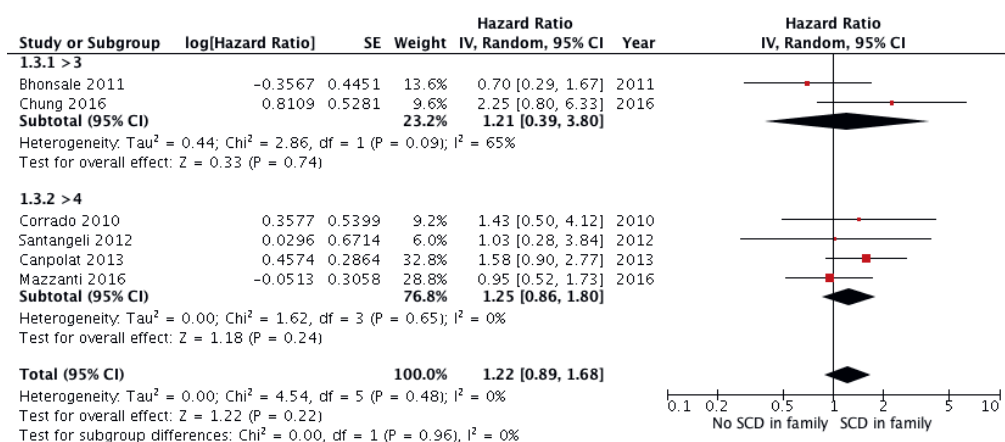 Hazard Ratio Hazard Ratio
Study or Subgroup log[Hazard Ratio] SE Weight IV, Random, 95% CI Year IV, Random, 95% CI
1.3.1 >3
Bhonsale 2011 −0.3567 0.4451 13.6% 0.70 [0.29, 1.67] 2011
Chung 2016 0.8109 0.5281 9.6% 2.25 [0.80, 6.33] 2016
Subtotal (95% CI) 23.2% 1.21 [0.39, 3.80]
Heterogeneity: Tau² = 0.44; Chi² = 2.86, df = 1 (P = 0.09); I² = 65%
Test for overall effect: Z = 0.33 (P = 0.74)
1.3.2 >4
Corrado 2010 0.3577 0.5399 9.2% 1.43 [0.50, 4.12] 2010
Santangeli 2012 0.0296 0.6714 6.0% 1.03 [0.28, 3.84] 2012
Canpolat 2013 0.4574 0.2864 32.8% 1.58 [0.90, 2.77] 2013
Mazzanti 2016 −0.0513 0.3058 28.8% 0.95 [0.52, 1.73] 2016
Subtotal (95% CI) 76.8% 1.25 [0.86, 1.80]
Heterogeneity: Tau² = 0.00; Chi² = 1.62, df = 3 (P = 0.65); I² = 0%
Test for overall effect: Z = 1.18 (P = 0.24)
Total (95% CI) 100.0% 1.22 [0.89, 1.68]
Heterogeneity: Tau² = 0.00; Chi² = 4.54, df = 5 (P = 0.48); I² = 0%
Test for overall effect: Z = 1.22 (P = 0.22)
Test for subgroup differences: Chi² = 0.00, df = 1 (P = 0.96), I² = 0%
0.1 0.2 0.5 1 2 5 10
No SCD in family SCD in family